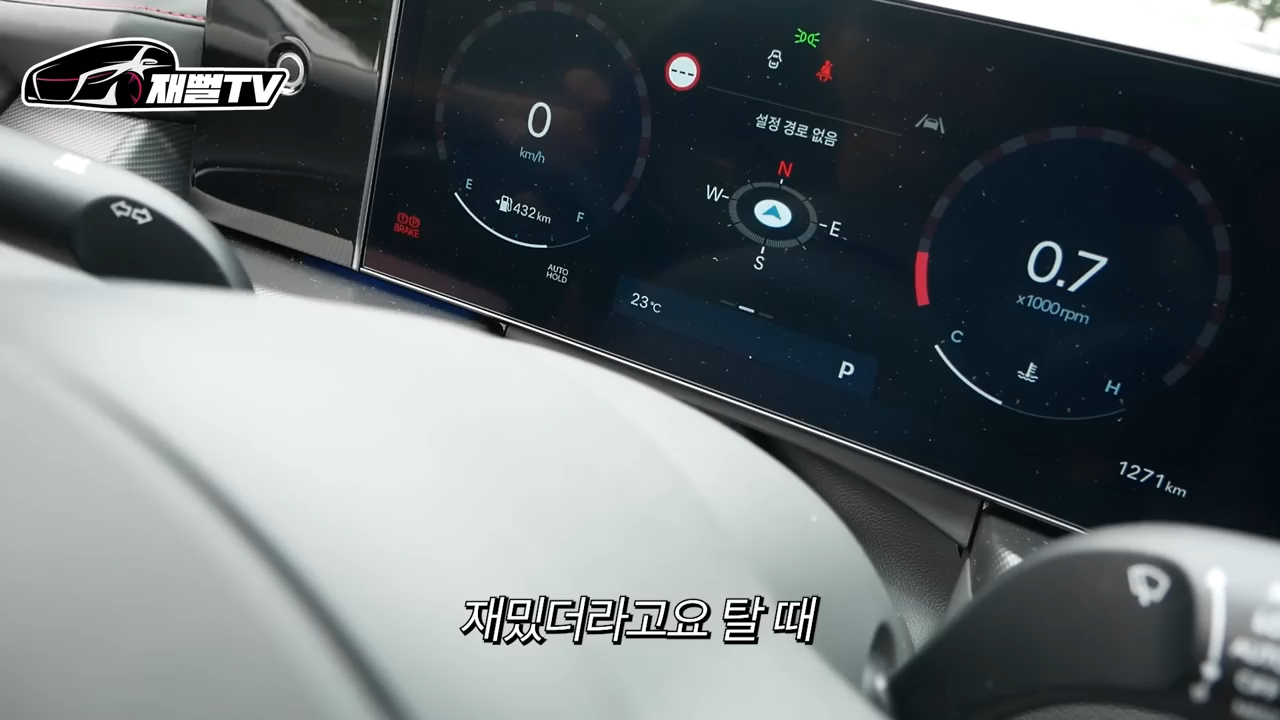 재뻘TV
0
km/h
E
432km
F
BRAKE
AUTO
HOLD
---
설정 경로 없음
N
W
E
S
23℃
P
0.7
x1000rpm
C
H
1271km
재밌더라고요 탈 때